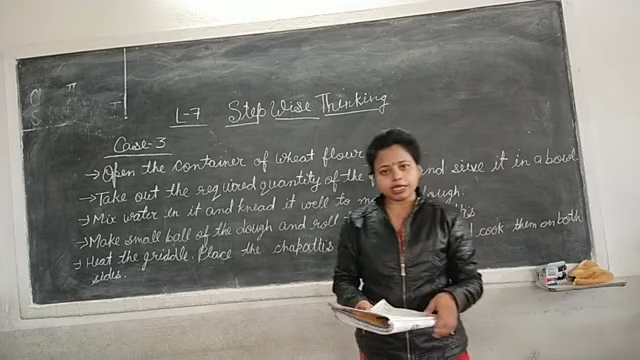 L-7 Step Wise Thinking
Case-3
→ Open the container of wheat flour
→ Take out the required quantity of the and sieve it in a bowl.
→ Mix water in it and knead it well to dough.
→ Make small ball of the dough and roll
→ Heat the griddle. Place the chapattis cook them on both
sides.